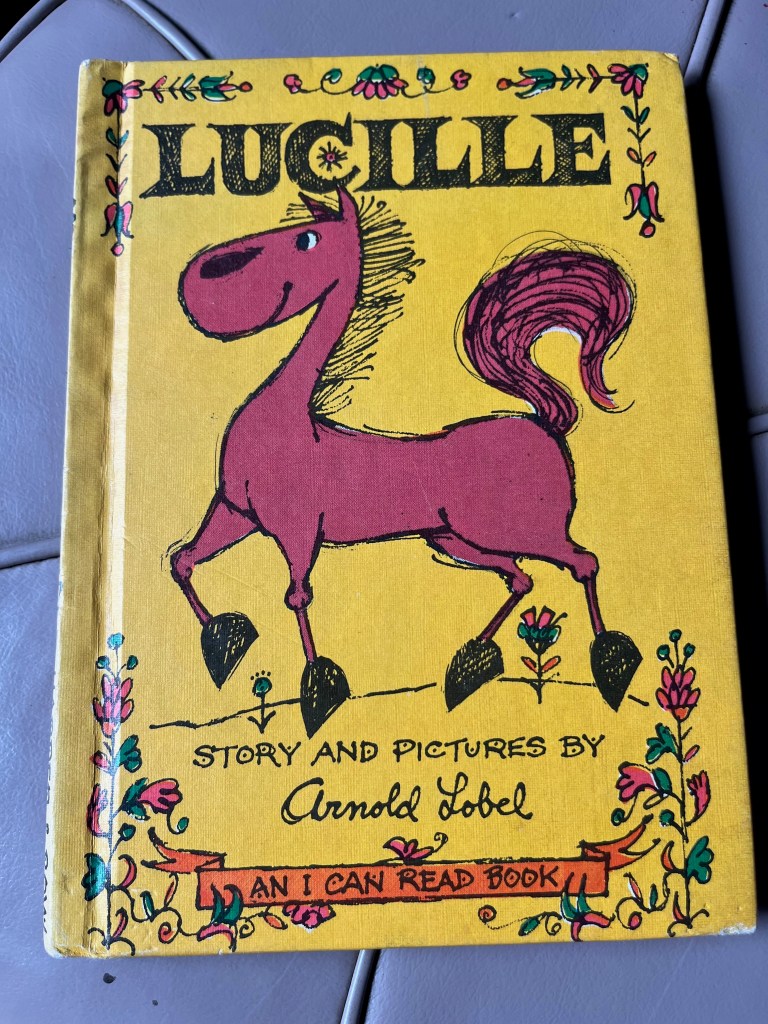 LUCILLE
STORY AND PICTURES BY
Arnold Lobel
AN I CAN READ BOOK